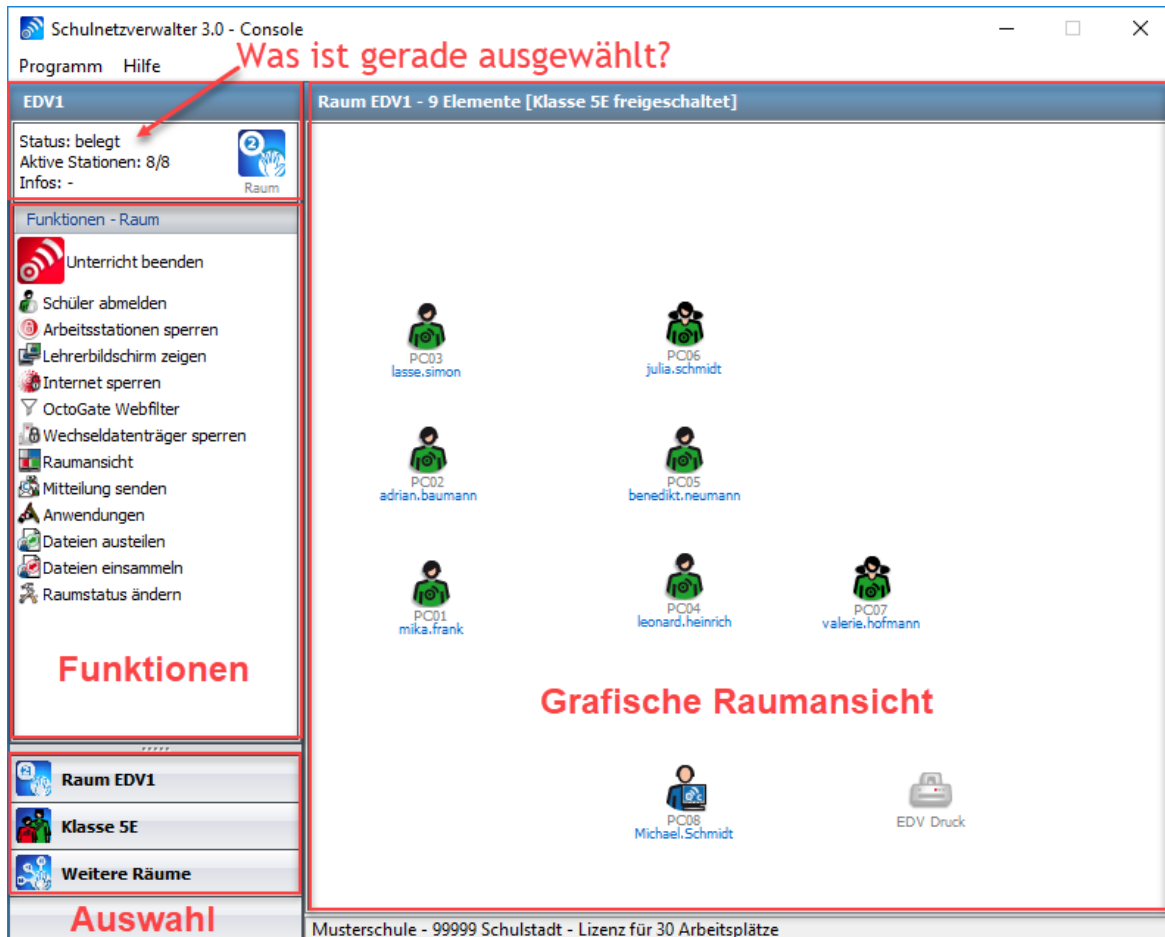 Schulnetzverwalter 3.0 - Console
Programm Hilfe
Was ist gerade ausgewählt?
EDV1
Status: belegt
Aktive Stationen: 8/8
Infos: -
2
Raum
Funktionen - Raum
Unterricht beenden
Schüler abmelden
Arbeitsstationen sperren
Lehrerbildschirm zeigen
Internet sperren
OctoGate Webfilter
Wechseldatenträger sperren
Raumansicht
Mitteilung senden
Anwendungen
Dateien austeilen
Dateien einsammeln
Raumstatus ändern
Funktionen
Raum EDV1
Klasse 5E
Weitere Räume
Auswahl
Raum EDV1 - 9 Elemente [Klasse 5E freigeschaltet]
PC03
lasse.simon
PC06
julia.schmidt
PC02
adrian.baumann
PC05
benedikt.neumann
PC01
mika.frank
PC04
leonard.heinrich
PC07
valerie.hofmann
Grafische Raumansicht
PC08
Michael.Schmidt
EDV Druck
Musterschule - 99999 Schulstadt - Lizenz für 30 Arbeitsplätze